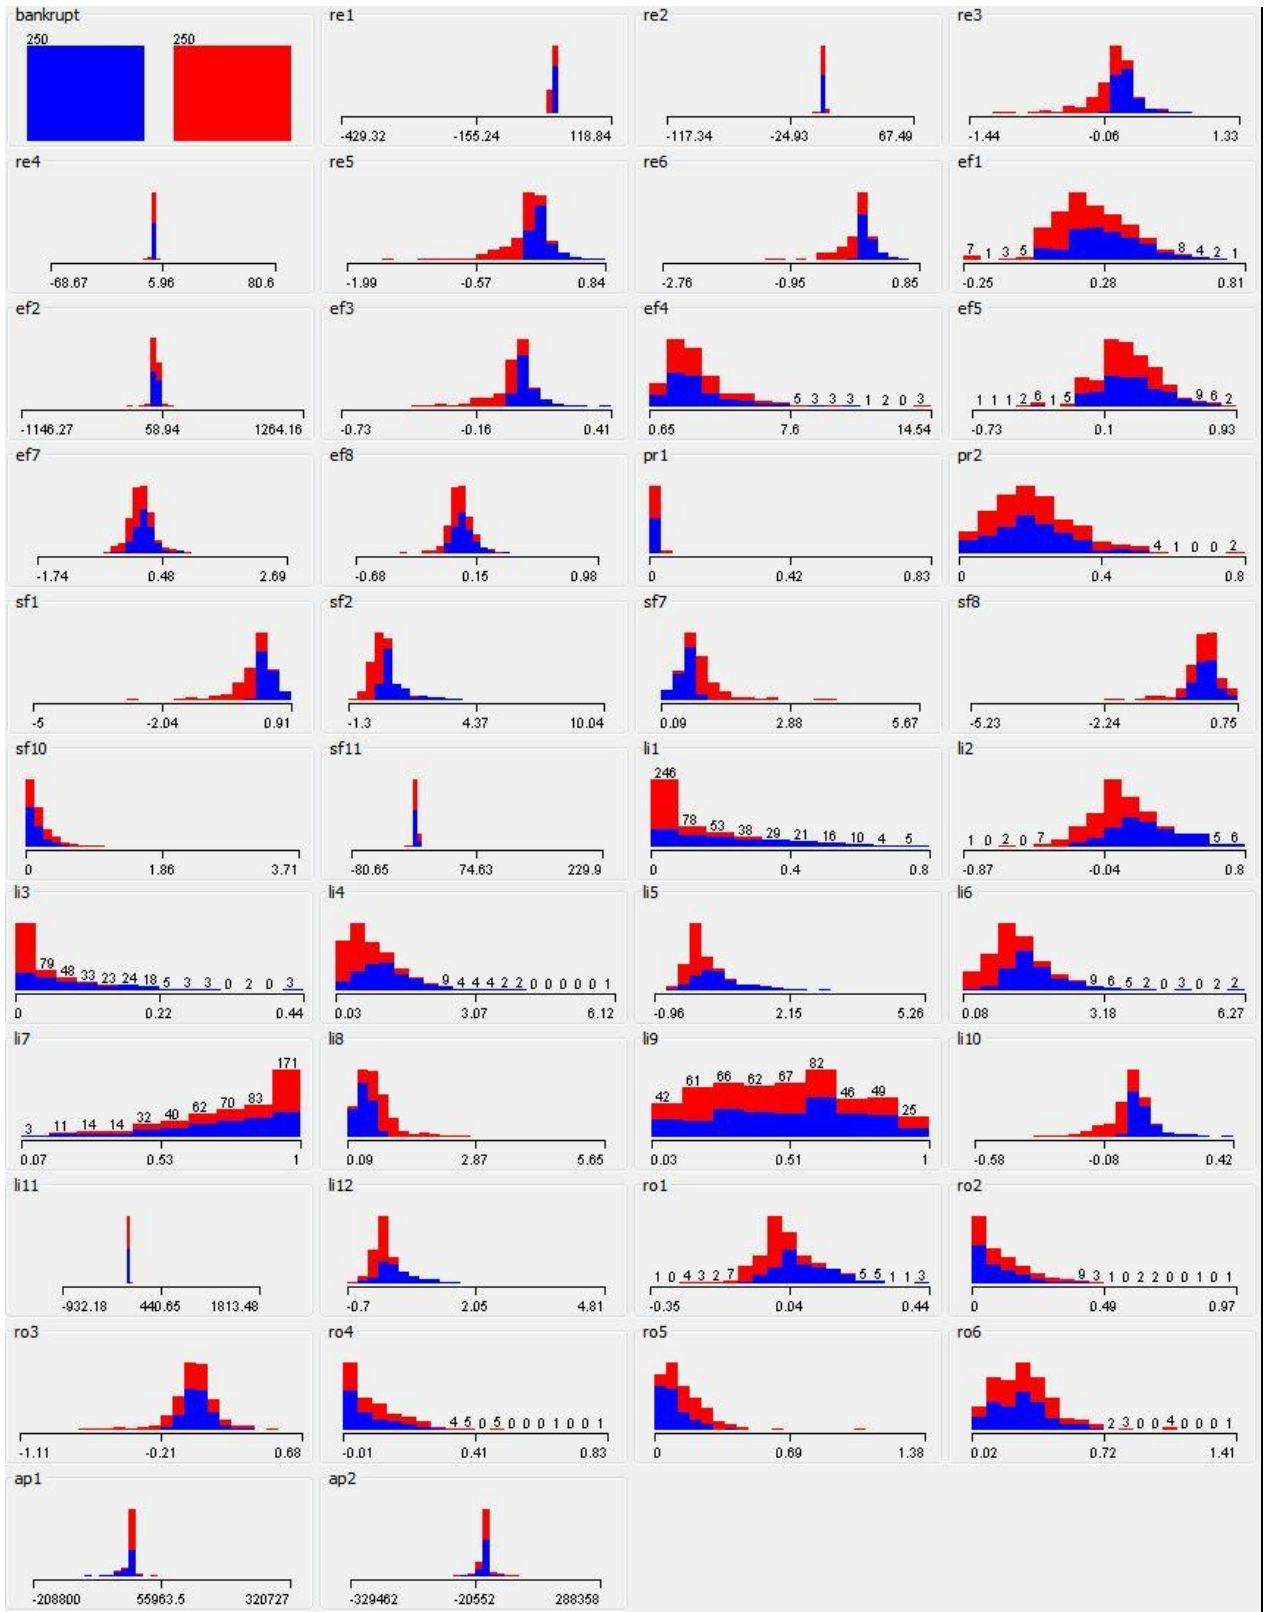 bankrupt re1 re2 re3
250 250
-429.32 -155.24 118.84 -117.34 -24.93 67.49 -1.44 -0.06 1.33
re4 re5 re6 ef1
7 1 3 5 8 4 2 1
-68.67 5.96 80.6 -1.99 -0.57 0.84 -2.76 -0.95 0.85 -0.25 0.28 0.81
ef2 ef3 ef4 ef5
5 3 3 3 1 2 0 3 1 1 1 2 6 1 5 9 6 2
-1146.27 58.94 1264.16 -0.73 -0.16 0.41 0.65 7.6 14.54 -0.73 0.1 0.93
ef7 ef8 pr1 pr2
4 1 0 0 2
-1.74 0.48 2.69 -0.68 0.15 0.98 0 0.42 0.83 0 0.4 0.8
sf1 sf2 sf7 sf8
-5 -2.04 0.91 -1.3 4.37 10.04 0.09 2.88 5.67 -5.23 -2.24 0.75
sf10 sf11 li1 li2
246 78 53 38 29 21 16 10 4 5 1 0 2 0 7 5 6
0 1.86 3.71 -80.65 74.63 229.9 0 0.4 0.8 -0.87 -0.04 0.8
li3 li4 li5 li6
79 48 33 23 24 18 5 3 3 0 2 0 3 9 4 4 4 2 2 0 0 0 0 0 1 9 6 5 2 0 3 0 2 2
0 0.22 0.44 0.03 3.07 6.12 -0.96 2.15 5.26 0.08 3.18 6.27
li7 li8 li9 li10
3 11 14 14 32 40 62 70 83 171 42 61 66 62 67 82 46 49 25
0.07 0.53 1 0.09 2.87 5.65 0.03 0.51 1 -0.58 -0.08 0.42
li11 li12 ro1 ro2
1 0 4 3 2 7 5 5 1 1 3 9 3 1 0 2 2 0 0 1 0 1
-932.18 440.65 1813.48 -0.7 2.05 4.81 -0.35 0.04 0.44 0 0.49 0.97
ro3 ro4 ro5 ro6
4 5 0 5 0 0 0 1 0 0 1 2 3 0 0 4 0 0 0 1
-1.11 -0.21 0.68 -0.01 0.41 0.83 0 0.69 1.38 0.02 0.72 1.41
ap1 ap2
-208800 55963.5 320727 -329462 -20552 288358